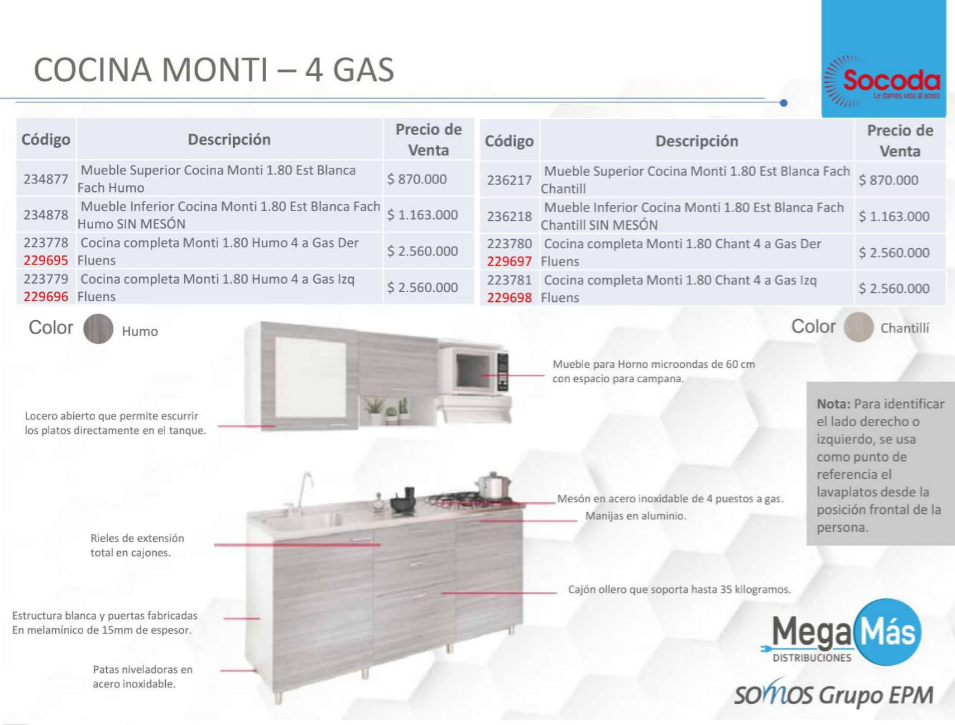 COCINA MONTI – 4 GAS
Socoda
Le damos vida al acero
Código Descripción Precio de Venta
234877 Mueble Superior Cocina Monti 1.80 Est Blanca
Fach Humo $ 870.000
234878 Mueble Inferior Cocina Monti 1.80 Est Blanca Fach
Humo SIN MESÓN $ 1.163.000
223778 Cocina completa Monti 1.80 Humo 4 a Gas Der
229695 Fluens $ 2.560.000
223779 Cocina completa Monti 1.80 Humo 4 a Gas Izq
229696 Fluens $ 2.560.000
Código Descripción Precio de Venta
236217 Mueble Superior Cocina Monti 1.80 Est Blanca Fach
Chantill $ 870.000
236218 Mueble Inferior Cocina Monti 1.80 Est Blanca Fach
Chantill SIN MESÓN $ 1.163.000
223780 Cocina completa Monti 1.80 Chant 4 a Gas Der
229697 Fluens $ 2.560.000
223781 Cocina completa Monti 1.80 Chant 4 a Gas Izq
229698 Fluens $ 2.560.000
Color Humo
Color Chantillí
Mueble para Horno microondas de 60 cm
con espacio para campana.
Locero abierto que permite escurrir
los platos directamente en el tanque.
Nota: Para identificar
el lado derecho o
izquierdo, se usa
como punto de
referencia el
lavaplatos desde la
posición frontal de la
persona.
Mesón en acero inoxidable de 4 puestos a gas.
Manijas en aluminio.
Rieles de extensión
total en cajones.
Cajón ollero que soporta hasta 35 kilogramos.
Estructura blanca y puertas fabricadas
En melamínico de 15mm de espesor.
Patas niveladoras en
acero inoxidable.
MegaMás
DISTRIBUCIONES
somos Grupo EPM